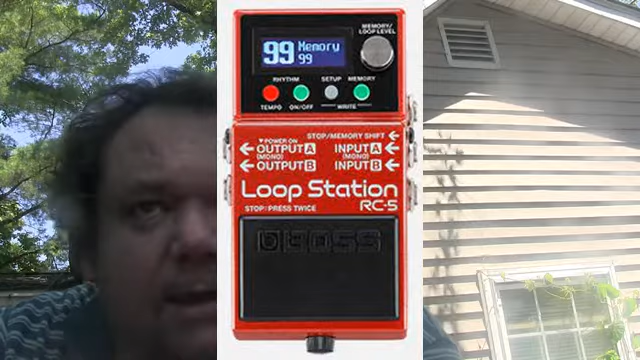 MEMORY/
LOOP LEVEL
99 Memory
99
RHYTHM SETUP MEMORY
TEMPO ON/OFF WRITE
STOP/MEMORY SHIFT
▼POWER ON
OUTPUT A INPUT A
(MONO) (MONO)
OUTPUT B INPUT B
Loop Station
RC-5
STOP/PRESS TWICE
BOSS